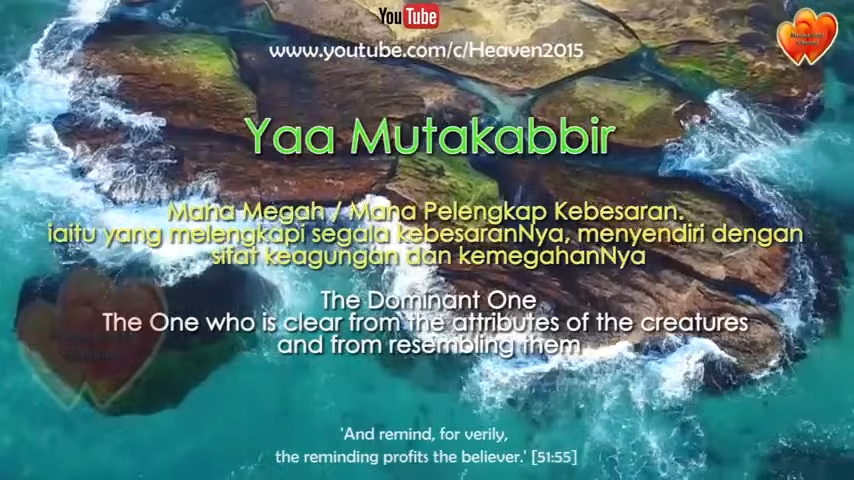 YouTube
www.youtube.com/c/Heaven2015
Yaa Mutakabbir
Maha Megah / Maha Pelengkap Kebesaran.
iaitu yang melengkapi segala kebesaranNya, menyendiri dengan
sifat keagungan dan kemegahanNya
The Dominant One
The One who is clear from the attributes of the creatures
and from resembling them
'And remind, for verily,
the reminding profits the believer.' [51:55]